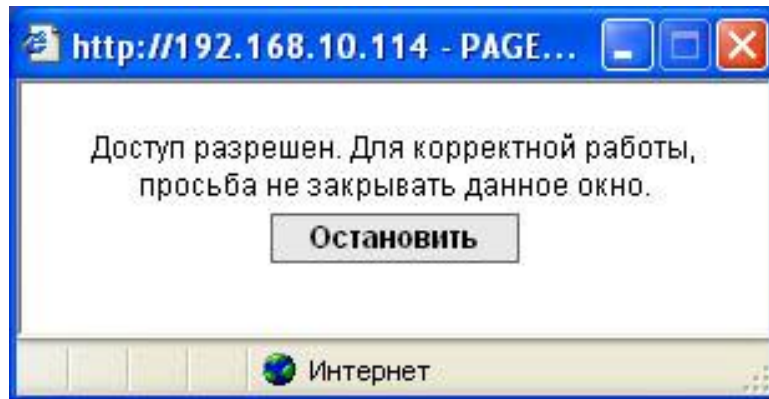 http://192.168.10.114 - PAGE...
Доступ разрешен. Для корректной работы,
просьба не закрывать данное окно.
Остановить
Интернет